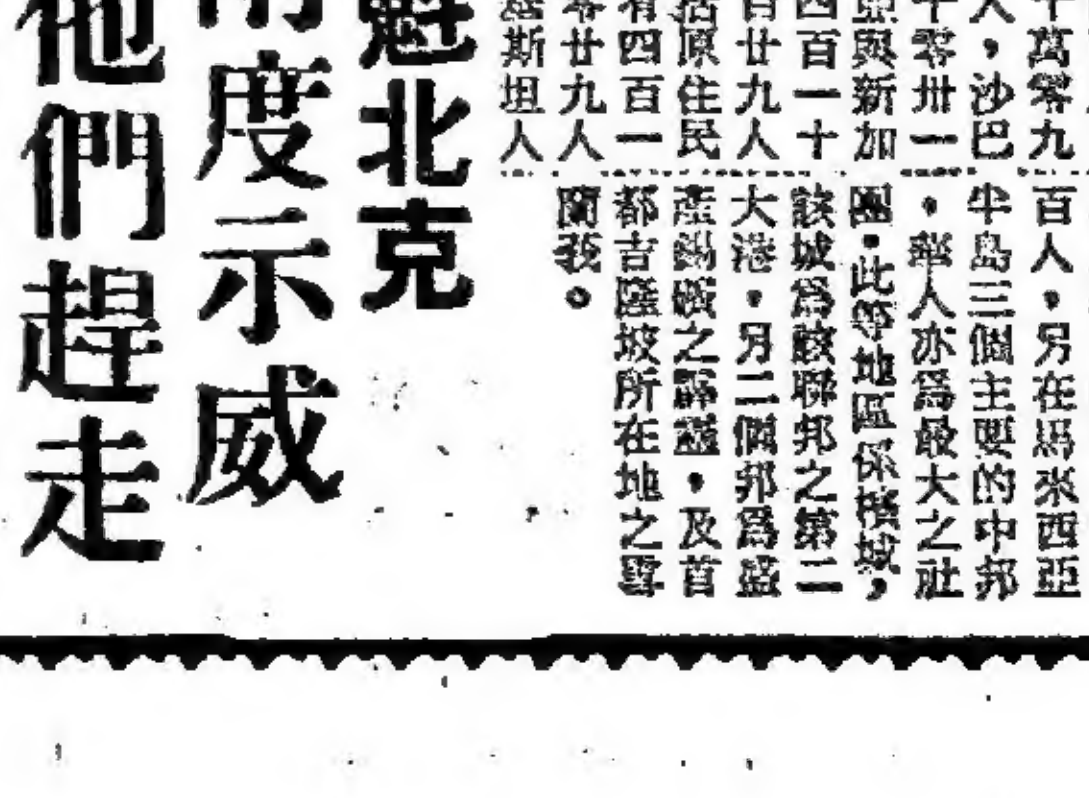 萬零九
人，沙巴
千零卅一
與新加
四百一十
百廿九人
括原住民
有四百一
零廿九人
斯坦人
百人，另在馬來西亞
半島三個主要的中邦
，華人亦爲最大之社
團，此等地區係檳城，
該城爲該聯邦之第二
大港，另二個邦爲盛
產錫礦之霹靂，及首
都吉隆坡所在地之雪
蘭莪。
魁北克
度示威
他們趕走